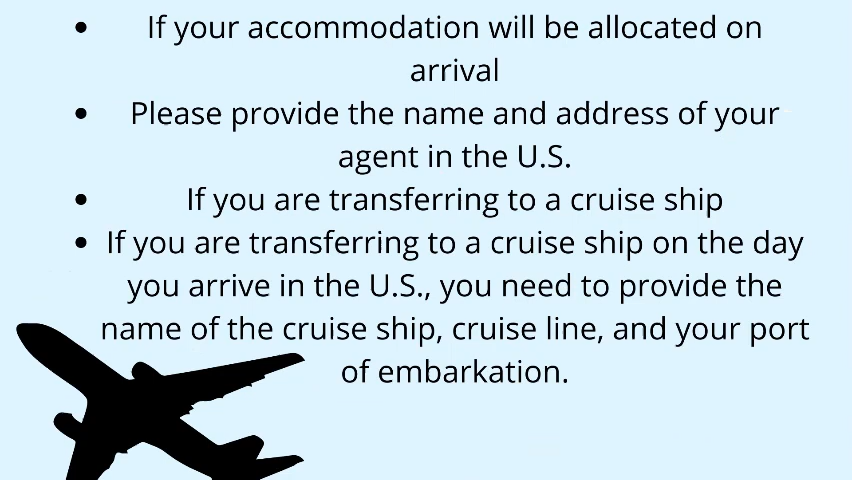 • If your accommodation will be allocated on
arrival
• Please provide the name and address of your
agent in the U.S.
• If you are transferring to a cruise ship
• If you are transferring to a cruise ship on the day
you arrive in the U.S., you need to provide the
name of the cruise ship, cruise line, and your port
of embarkation.